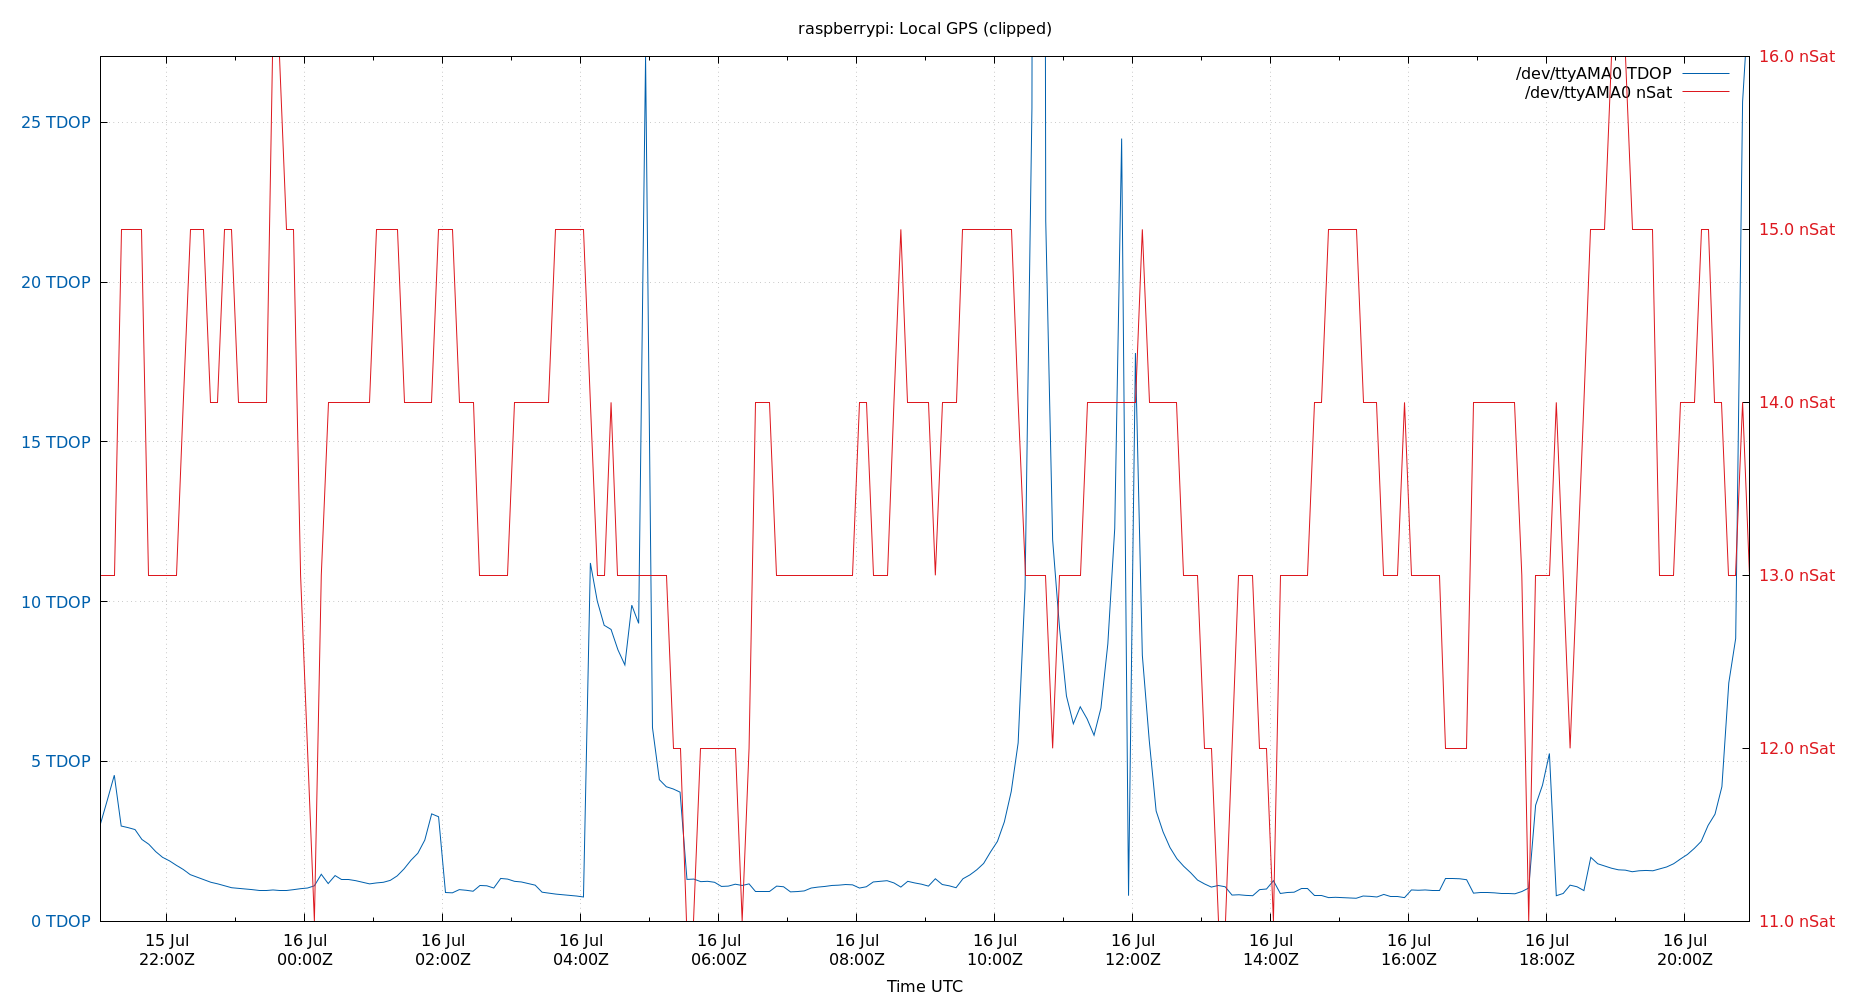 raspberrypi: Local GPS (clipped)
/dev/ttyAMA0 TDOP
/dev/ttyAMA0 nSat
25 TDOP
20 TDOP
15 TDOP
10 TDOP
5 TDOP
0 TDOP
16.0 nSat
15.0 nSat
14.0 nSat
13.0 nSat
12.0 nSat
11.0 nSat
15 Jul
22:00Z
16 Jul
00:00Z
16 Jul
02:00Z
16 Jul
04:00Z
16 Jul
06:00Z
16 Jul
08:00Z
16 Jul
10:00Z
16 Jul
12:00Z
16 Jul
14:00Z
16 Jul
16:00Z
16 Jul
18:00Z
16 Jul
20:00Z
Time UTC